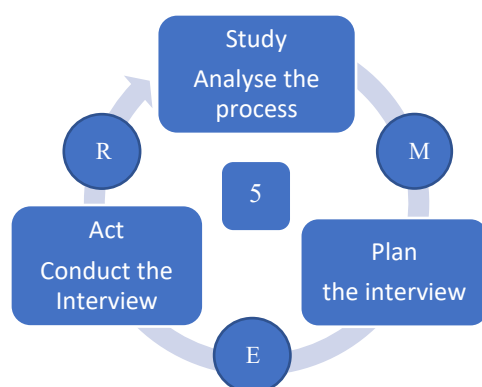 Study
Analyse the
process
R
M
5
Act
Conduct the
Interview
Plan
the interview
E